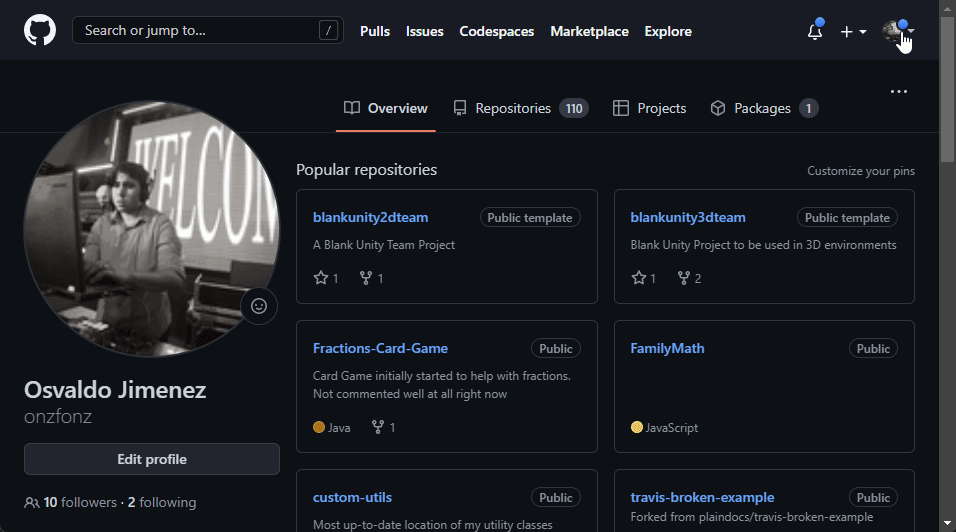 Search or jump to... /
Pulls Issues Codespaces Marketplace Explore
Overview Repositories 110 Projects Packages 1
WELCOM
Osvaldo Jimenez
onzfonz
Edit profile
10 followers · 2 following
Popular repositories
Customize your pins
blankunity2dteam Public template
A Blank Unity Team Project
1 1
blankunity3dteam Public template
Blank Unity Project to be used in 3D environments
1 2
Fractions-Card-Game Public
Card Game initially started to help with fractions.
Not commented well at all right now
Java 1
FamilyMath Public
JavaScript
custom-utils Public
Most up-to-date location of my utility classes
travis-broken-example Public
Forked from plaindocs/travis-broken-example